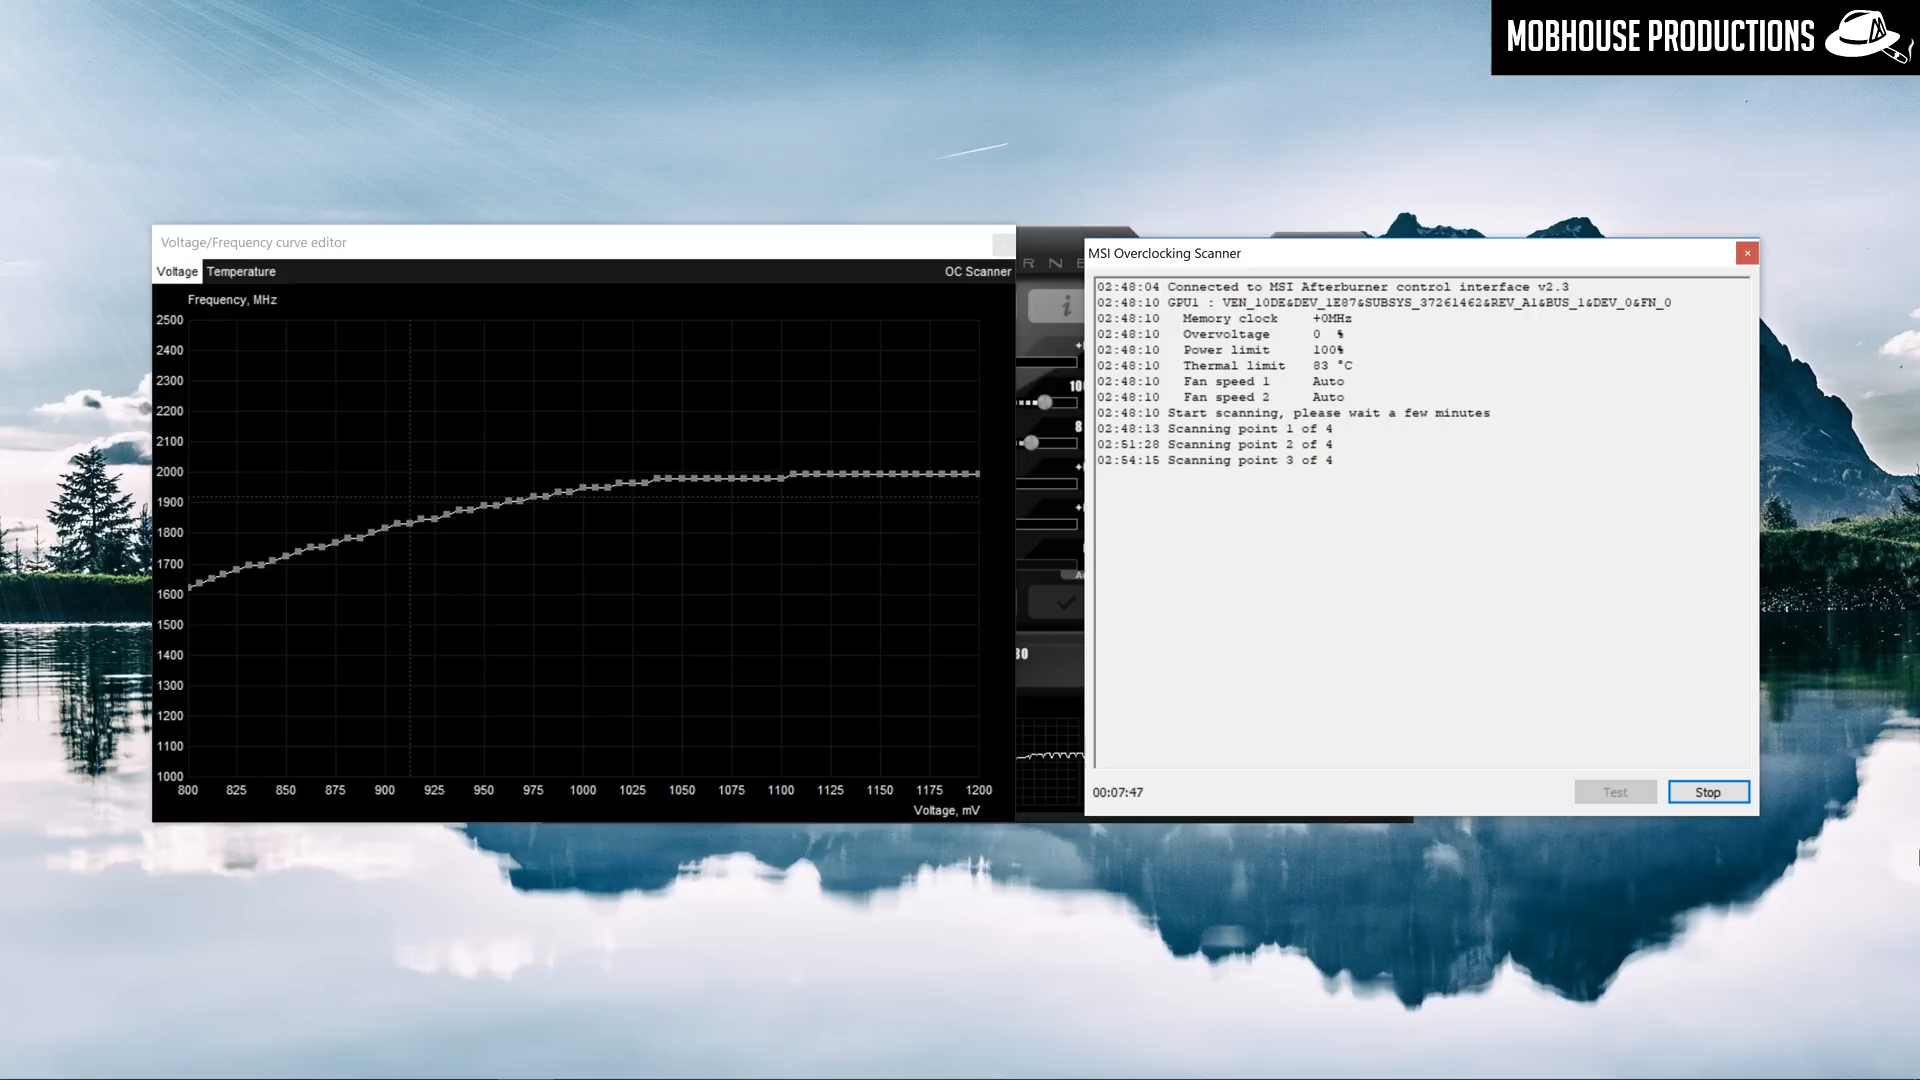 MOBHOUSE PRODUCTIONS
Voltage/Frequency curve editor
Voltage Temperature OC Scanner
Frequency, MHz
2500
2400
2300
2200
2100
2000
1900
1800
1700
1600
1500
1400
1300
1200
1100
1000
800 825 850 875 900 925 950 975 1000 1025 1050 1075 1100 1125 1150 1175 1200
Voltage, mV
R N E
MSI Overclocking Scanner
02:48:04 Connected to MSI Afterburner control interface v2.3
02:48:10 GPU1 : VEN_10DE&DEV_1E87&SUBSYS_37261462&REV_A1&BUS_1&DEV_0&FN_0
02:48:10 Memory clock +0MHz
02:48:10 Overvoltage 0 %
02:48:10 Power limit 100%
02:48:10 Thermal limit 83 °C
02:48:10 Fan speed 1 Auto
02:48:10 Fan speed 2 Auto
02:48:10 Start scanning, please wait a few minutes
02:48:13 Scanning point 1 of 4
02:51:28 Scanning point 2 of 4
02:54:15 Scanning point 3 of 4
00:07:47
Test Stop